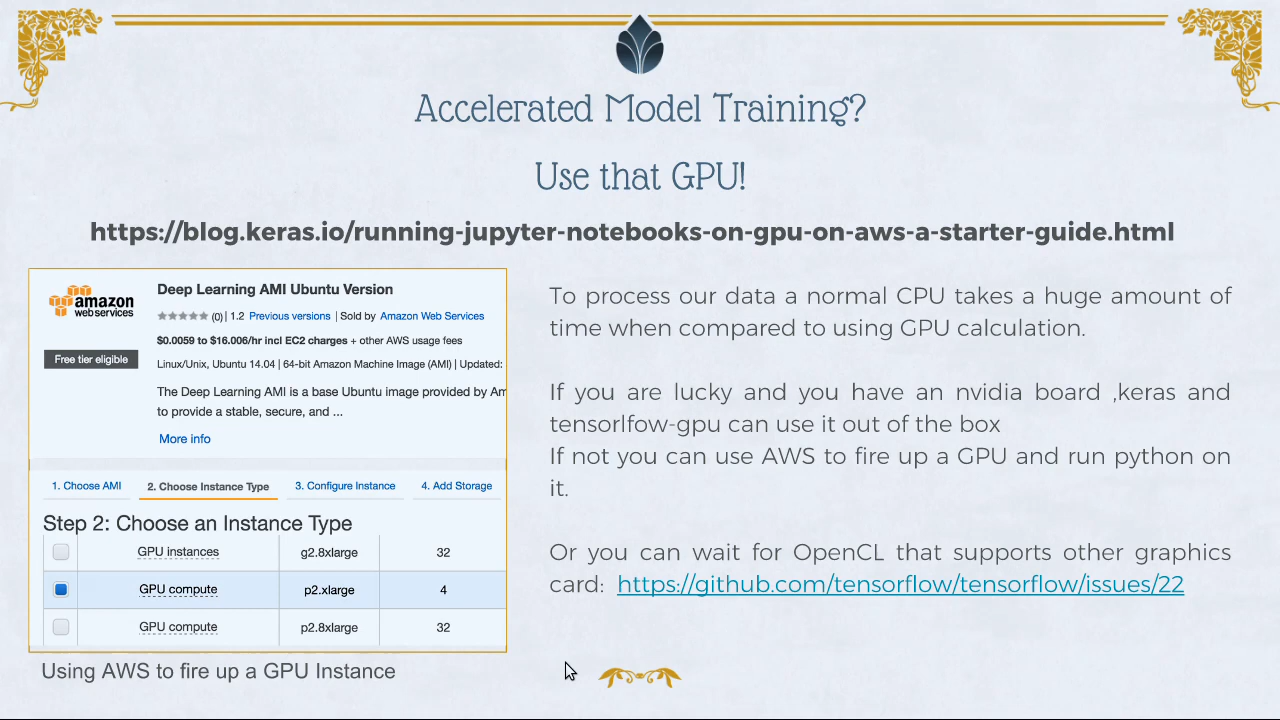 Accelerated Model Training?
Use that GPU!
https://blog.keras.io/running-jupyter-notebooks-on-gpu-on-aws-a-starter-guide.html
amazon
web services
Free tier eligible
Deep Learning AMI Ubuntu Version
(0) | 1.2 Previous versions | Sold by Amazon Web Services
$0.0059 to $16.006/hr incl EC2 charges + other AWS usage fees
Linux/Unix, Ubuntu 14.04 | 64-bit Amazon Machine Image (AMI) | Updated:
The Deep Learning AMI is a base Ubuntu image provided by Am
to provide a stable, secure, and ...
More info
1. Choose AMI 2. Choose Instance Type 3. Configure Instance 4. Add Storage
Step 2: Choose an Instance Type
GPU instances g2.8xlarge 32
GPU compute p2.xlarge 4
GPU compute p2.8xlarge 32
Using AWS to fire up a GPU Instance
To process our data a normal CPU takes a huge amount of
time when compared to using GPU calculation.
If you are lucky and you have an nvidia board ,keras and
tensorlfow-gpu can use it out of the box
If not you can use AWS to fire up a GPU and run python on
it.
Or you can wait for OpenCL that supports other graphics
card: https://github.com/tensorflow/tensorflow/issues/22